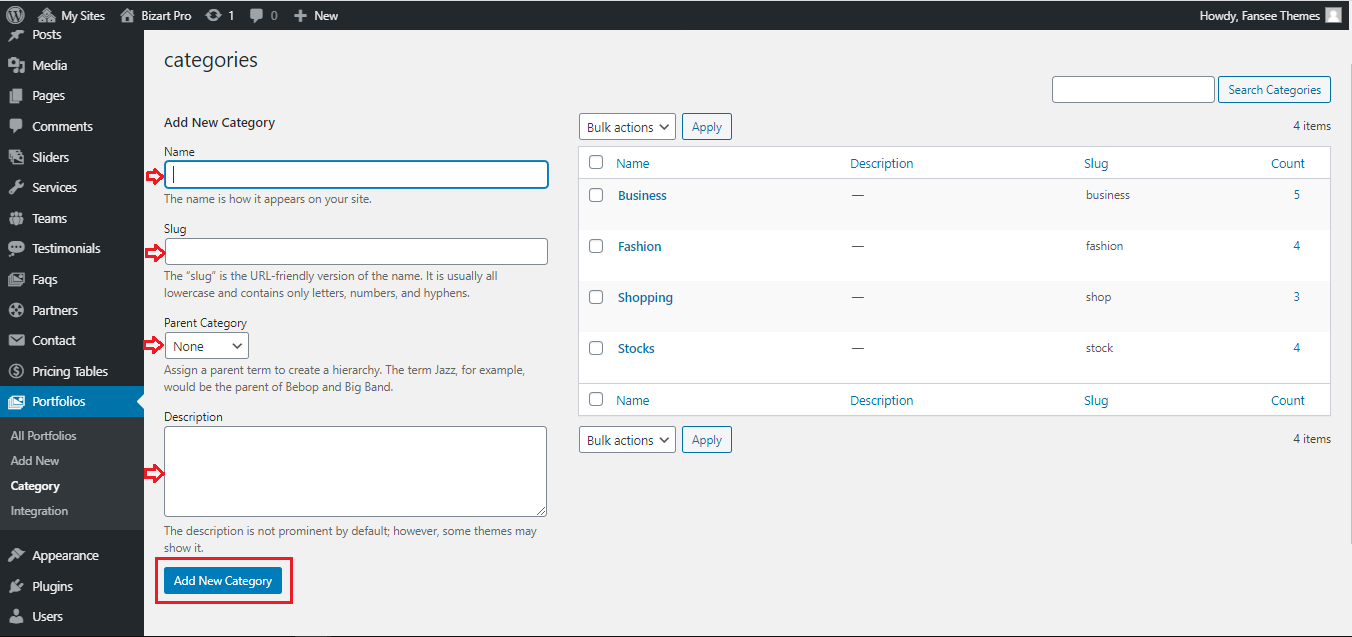 My Sites Bizart Pro 1 0 New Howdy, Fansee Themes
Posts
Media
Pages
Comments
Sliders
Services
Teams
Testimonials
Faqs
Partners
Contact
Pricing Tables
Portfolios
All Portfolios
Add New
Category
Integration
Appearance
Plugins
Users
categories
Search Categories
Add New Category
Name
The name is how it appears on your site.
Slug
The “slug” is the URL-friendly version of the name. It is usually all
lowercase and contains only letters, numbers, and hyphens.
Parent Category
None
Assign a parent term to create a hierarchy. The term Jazz, for example,
would be the parent of Bebop and Big Band.
Description
The description is not prominent by default; however, some themes may
show it.
Add New Category
Bulk actions Apply 4 items
Name Description Slug Count
Business — business 5
Fashion — fashion 4
Shopping — shop 3
Stocks — stock 4
Name Description Slug Count
Bulk actions Apply 4 items